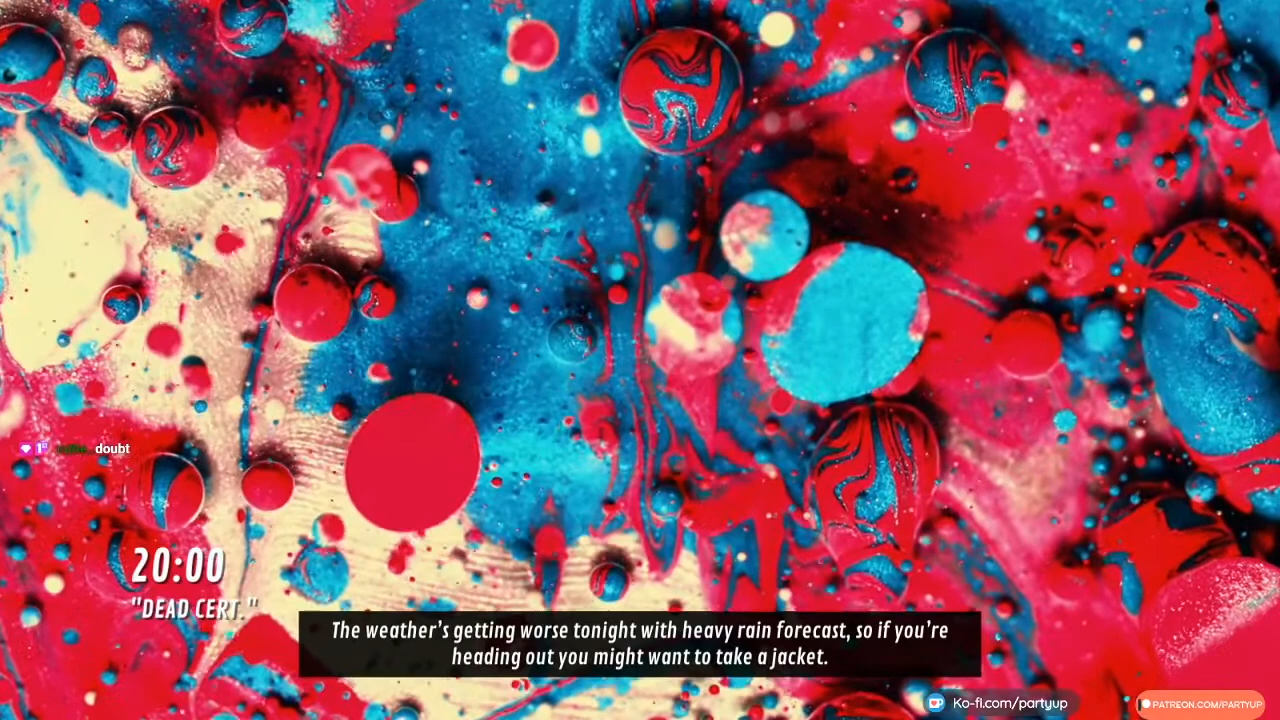 doubt
20:00
"DEAD CERT."
The weather's getting worse tonight with heavy rain forecast, so if you're
heading out you might want to take a jacket.
Ko-fi.com/partyup
PATREON.COM/PARTYUP